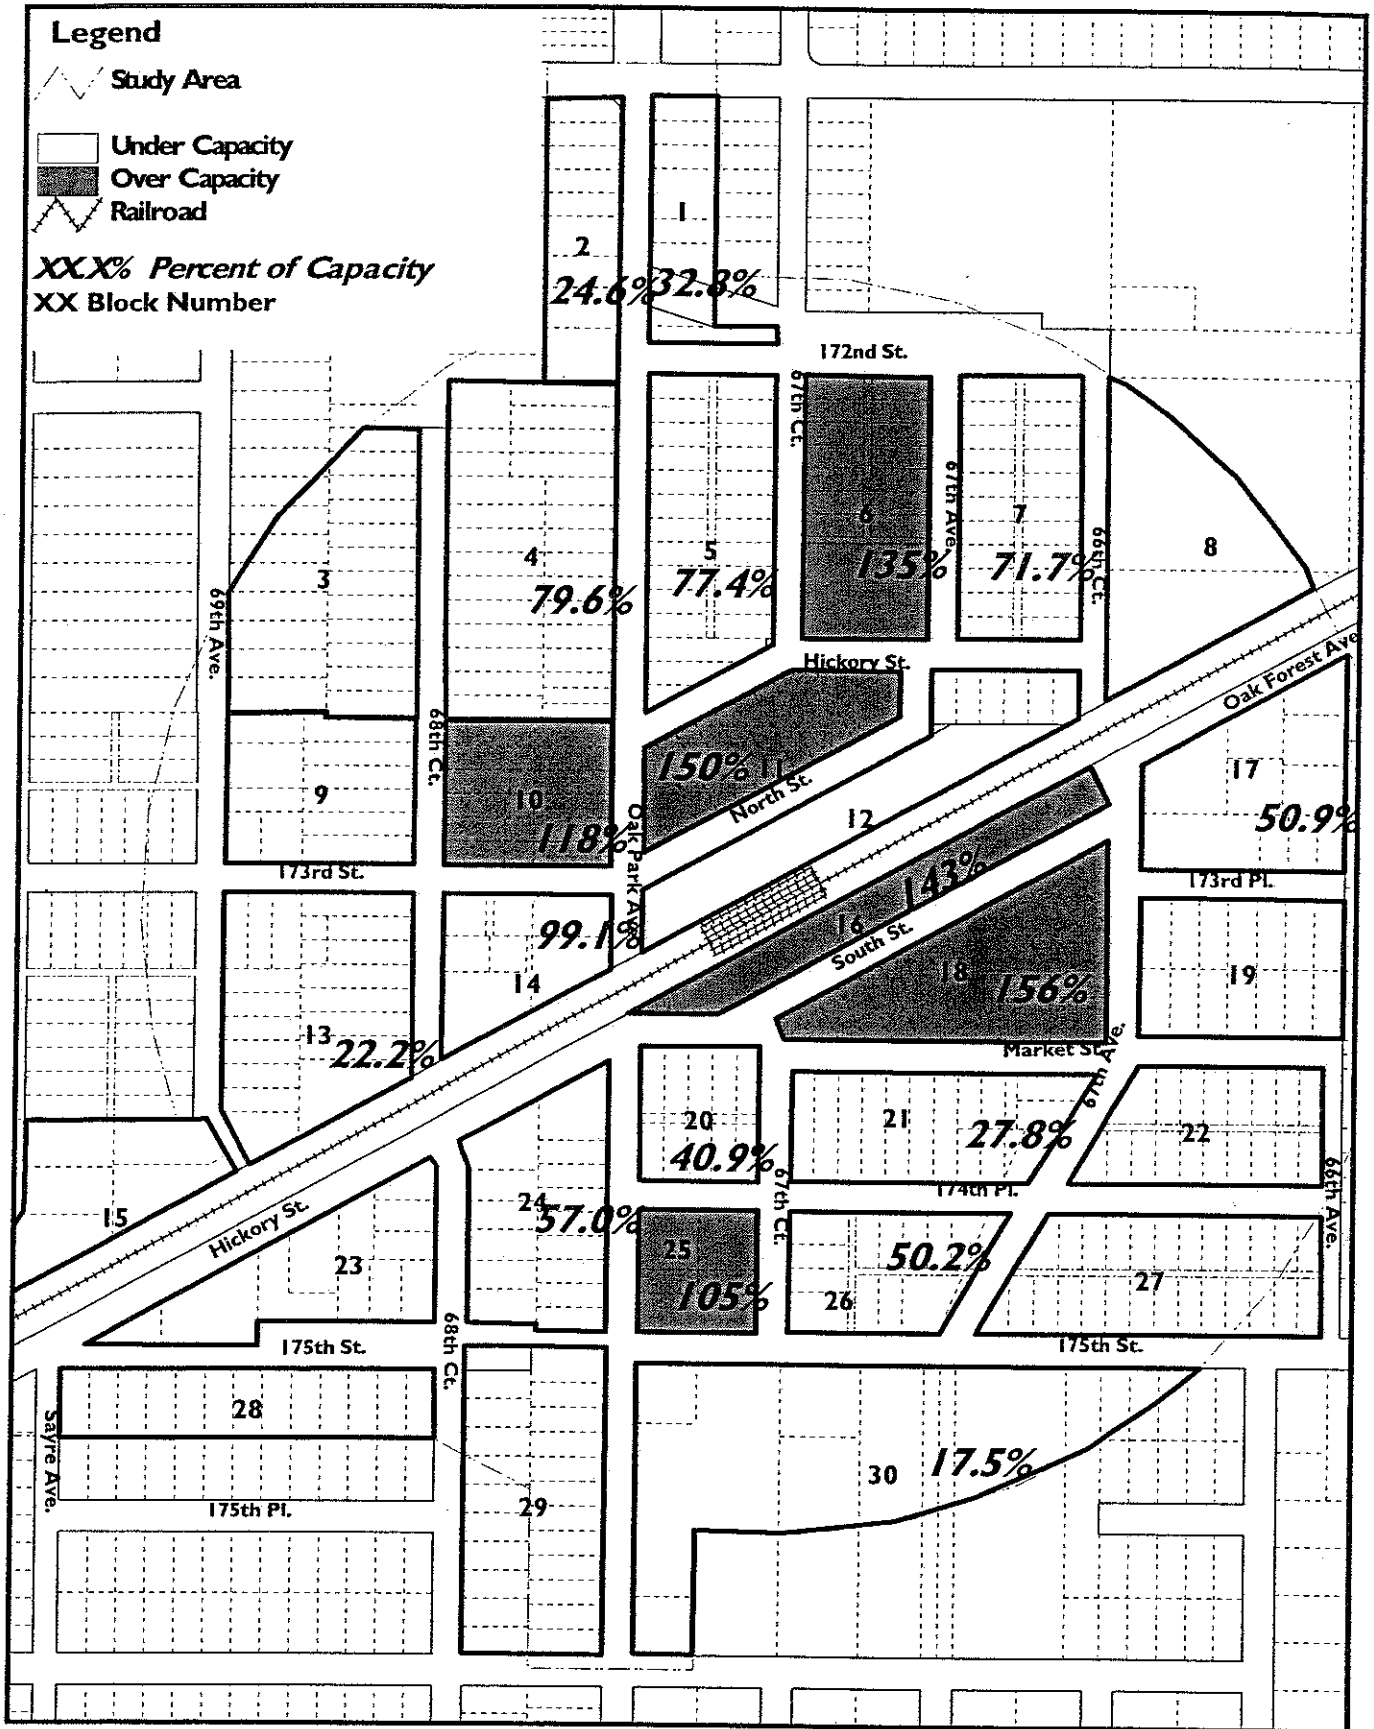 Legend
Study Area
Under Capacity
Over Capacity
Railroad
XX.X% Percent of Capacity
XX Block Number
1
2
24.6%
32.8%
172nd St.
67th Ct.
67th Ave.
66th Ct.
3
4
79.6%
5
77.4%
6
135%
7
71.7%
8
69th Ave.
68th Ct.
Hickory St.
Oak Forest Ave.
9
10
118%
150%
11
North St.
12
17
50.9%
Oak Park Ave.
173rd St.
173rd Pl.
143%
16
South St.
99.1%
14
18
156%
19
13
22.2%
Market St.
67th Ave.
20
40.9%
21
27.8%
22
174th Pl.
67th Ct.
66th Ave.
15
Hickory St.
23
24
57.0%
25
105%
50.2%
26
27
175th St.
68th Ct.
175th St.
28
Sayre Ave.
175th Pl.
29
30
17.5%